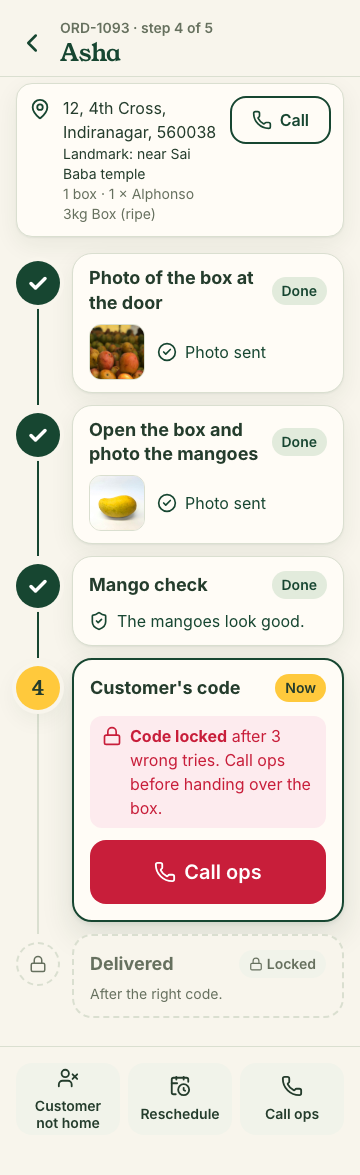 ORD-1093 · step 4 of 5
Asha
12, 4th Cross,
Indiranagar, 560038
Landmark: near Sai
Baba temple
1 box · 1 × Alphonso
3kg Box (ripe)
Call
Photo of the box at
the door
Done
Photo sent
Open the box and
photo the mangoes
Done
Photo sent
Mango check
Done
The mangoes look good.
4
Customer's code
Now
Code locked after 3
wrong tries. Call ops
before handing over the
box.
Call ops
Delivered
Locked
After the right code.
Customer
not home
Reschedule
Call ops